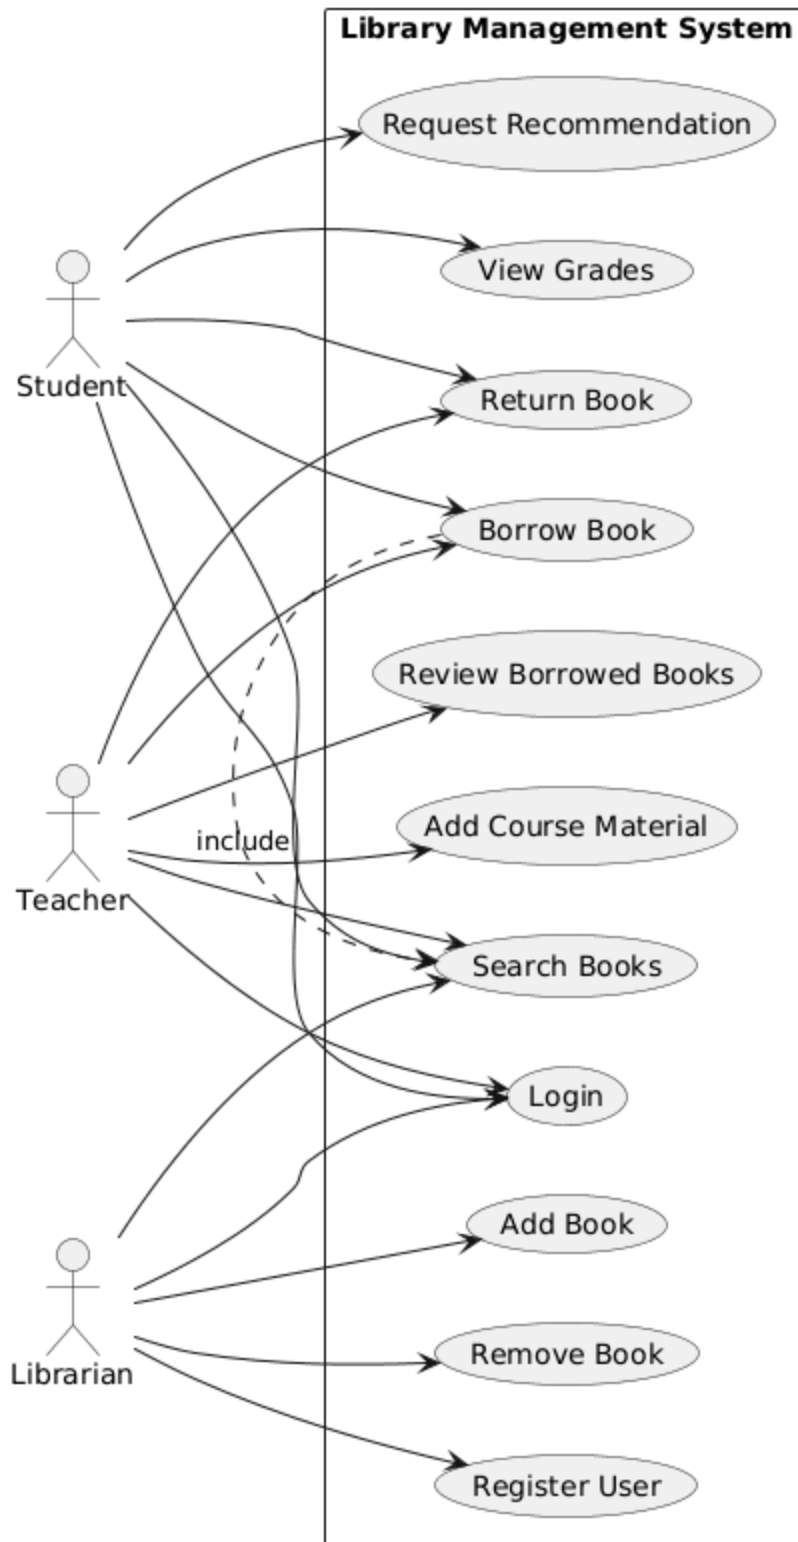 Library Management System
Request Recommendation
View Grades
Student
Return Book
Borrow Book
Review Borrowed Books
include
Add Course Material
Teacher
Search Books
Login
Add Book
Librarian
Remove Book
Register User